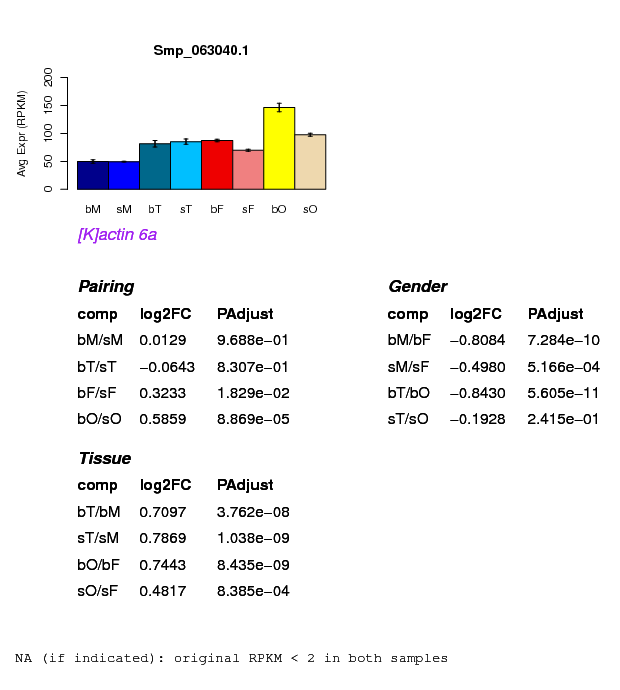 Smp_063040.1
Avg Expr (RPKM)
0 50 100 150 200
bM sM bT sT bF sF bO sO
[K]actin 6a
Pairing
comp log2FC PAdjust
bM/sM 0.0129 9.688e−01
bT/sT −0.0643 8.307e−01
bF/sF 0.3233 1.829e−02
bO/sO 0.5859 8.869e−05
Gender
comp log2FC PAdjust
bM/bF −0.8084 7.284e−10
sM/sF −0.4980 5.166e−04
bT/bO −0.8430 5.605e−11
sT/sO −0.1928 2.415e−01
Tissue
comp log2FC PAdjust
bT/bM 0.7097 3.762e−08
sT/sM 0.7869 1.038e−09
bO/bF 0.7443 8.435e−09
sO/sF 0.4817 8.385e−04
NA (if indicated): original RPKM < 2 in both samples